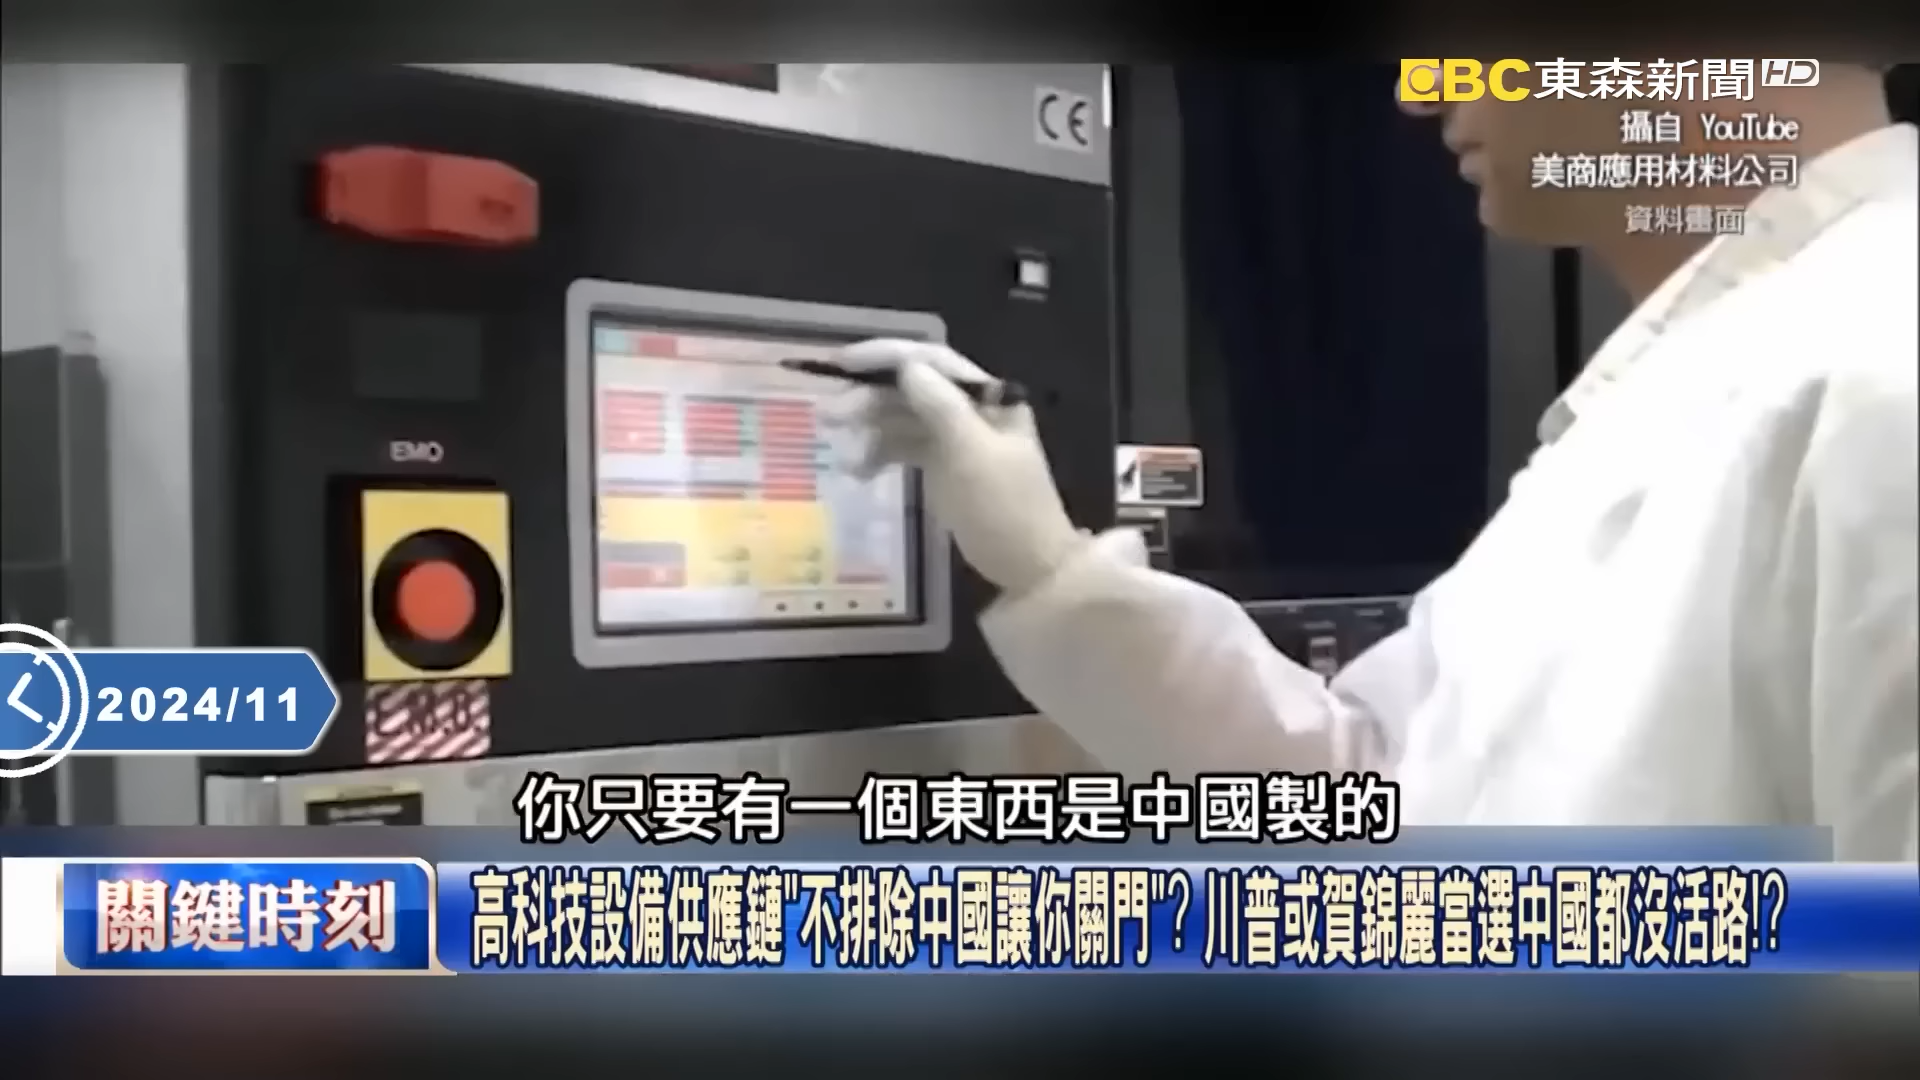 EBC東森新聞HD
攝自 YouTube
美商應用材料公司
資料畫面
CE
EMO
2024/11
你只要有一個東西是中國製的
關鍵時刻
高科技設備供應鏈"不排除中國讓你關門"? 川普或賀錦麗當選中國都沒活路!?